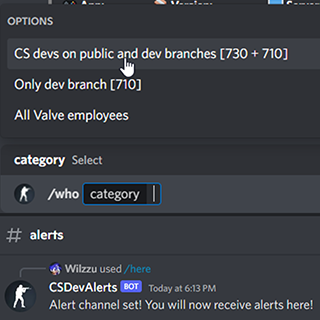 OPTIONS
CS devs on public and dev branches [730 + 710]
Only dev branch [710]
All Valve employees
category Select
/who category
# alerts
Wilzzu used /here
CSDevAlerts BOT Today at 6:13 PM
Alert channel set! You will now receive alerts here!